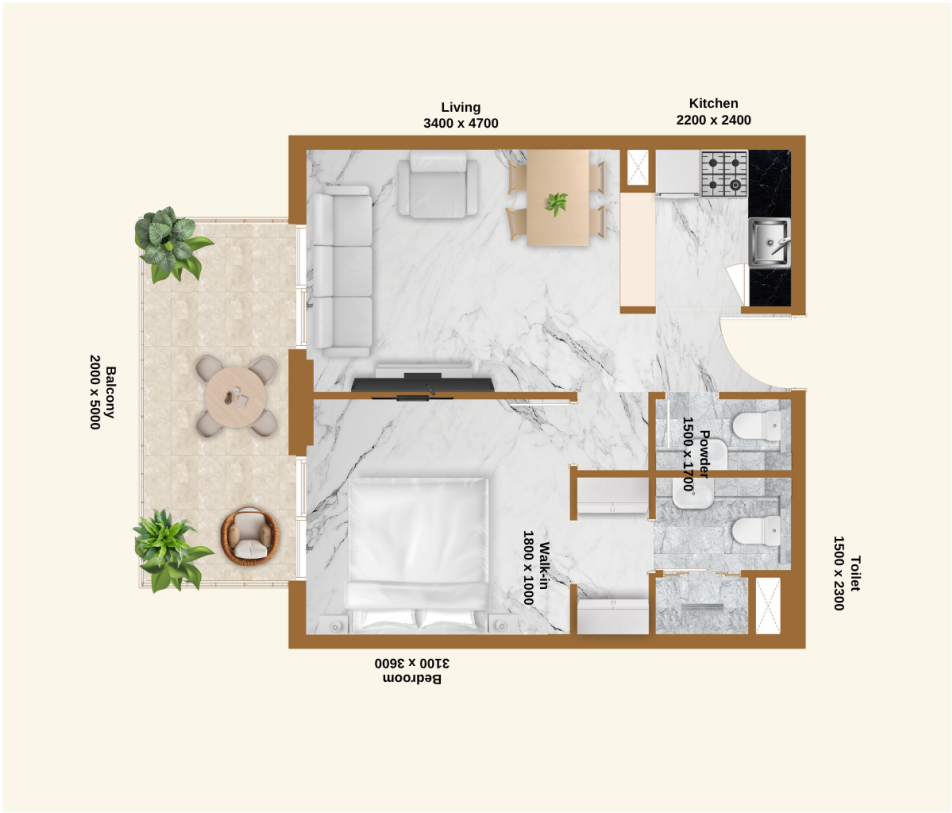 Living
3400 x 4700
Kitchen
2200 x 2400
Balcony
2000 x 5000
Powder
1500 x 1700
Walk-in
1800 x 1000
Toilet
1500 x 2300
Bedroom
3100 x 3600